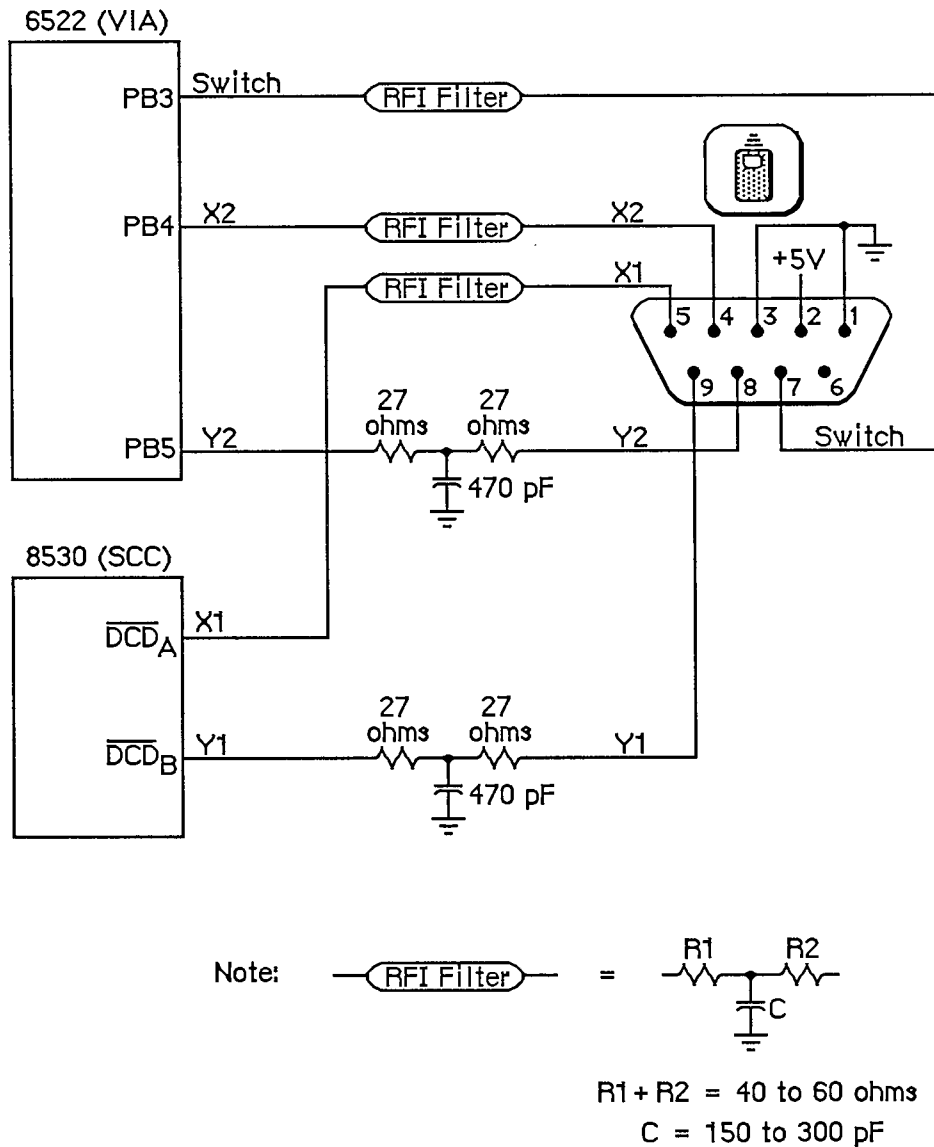 6522 (VIA)
PB3
Switch
RFI Filter
PB4
X2
RFI Filter
X2
X1
RFI Filter
+5V
5 4 3 2 1
9 8 7 6
27 ohms
27 ohms
PB5
Y2
Y2
Switch
470 pF
8530 (SCC)
DCD A
X1
27 ohms
27 ohms
DCD B
Y1
Y1
470 pF
Note:
RFI Filter
=
R1
R2
C
R1 + R2 = 40 to 60 ohms
C = 150 to 300 pF